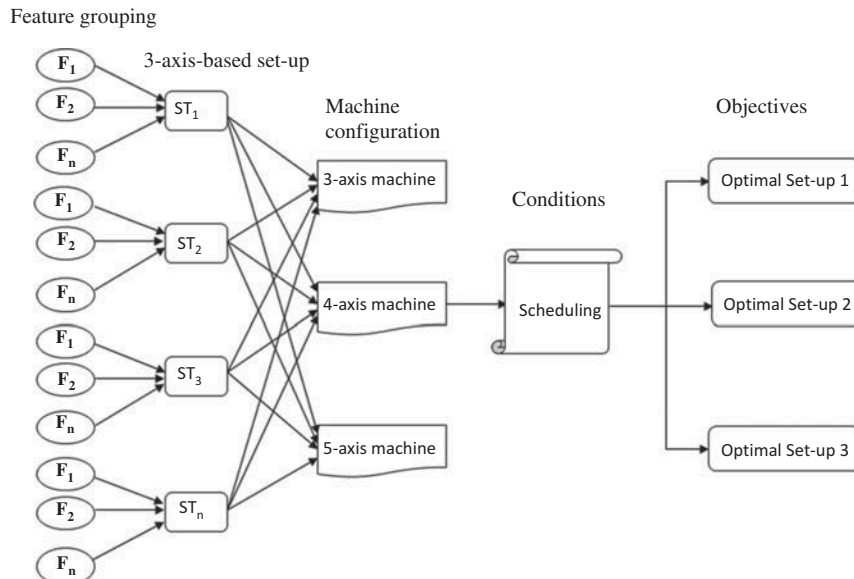 Feature grouping
3-axis-based set-up
Machine
configuration
Objectives
Conditions
F1
F2
Fn
ST1
F1
F2
Fn
ST2
F1
F2
Fn
ST3
F1
F2
Fn
STn
3-axis machine
4-axis machine
5-axis machine
Scheduling
Optimal Set-up 1
Optimal Set-up 2
Optimal Set-up 3